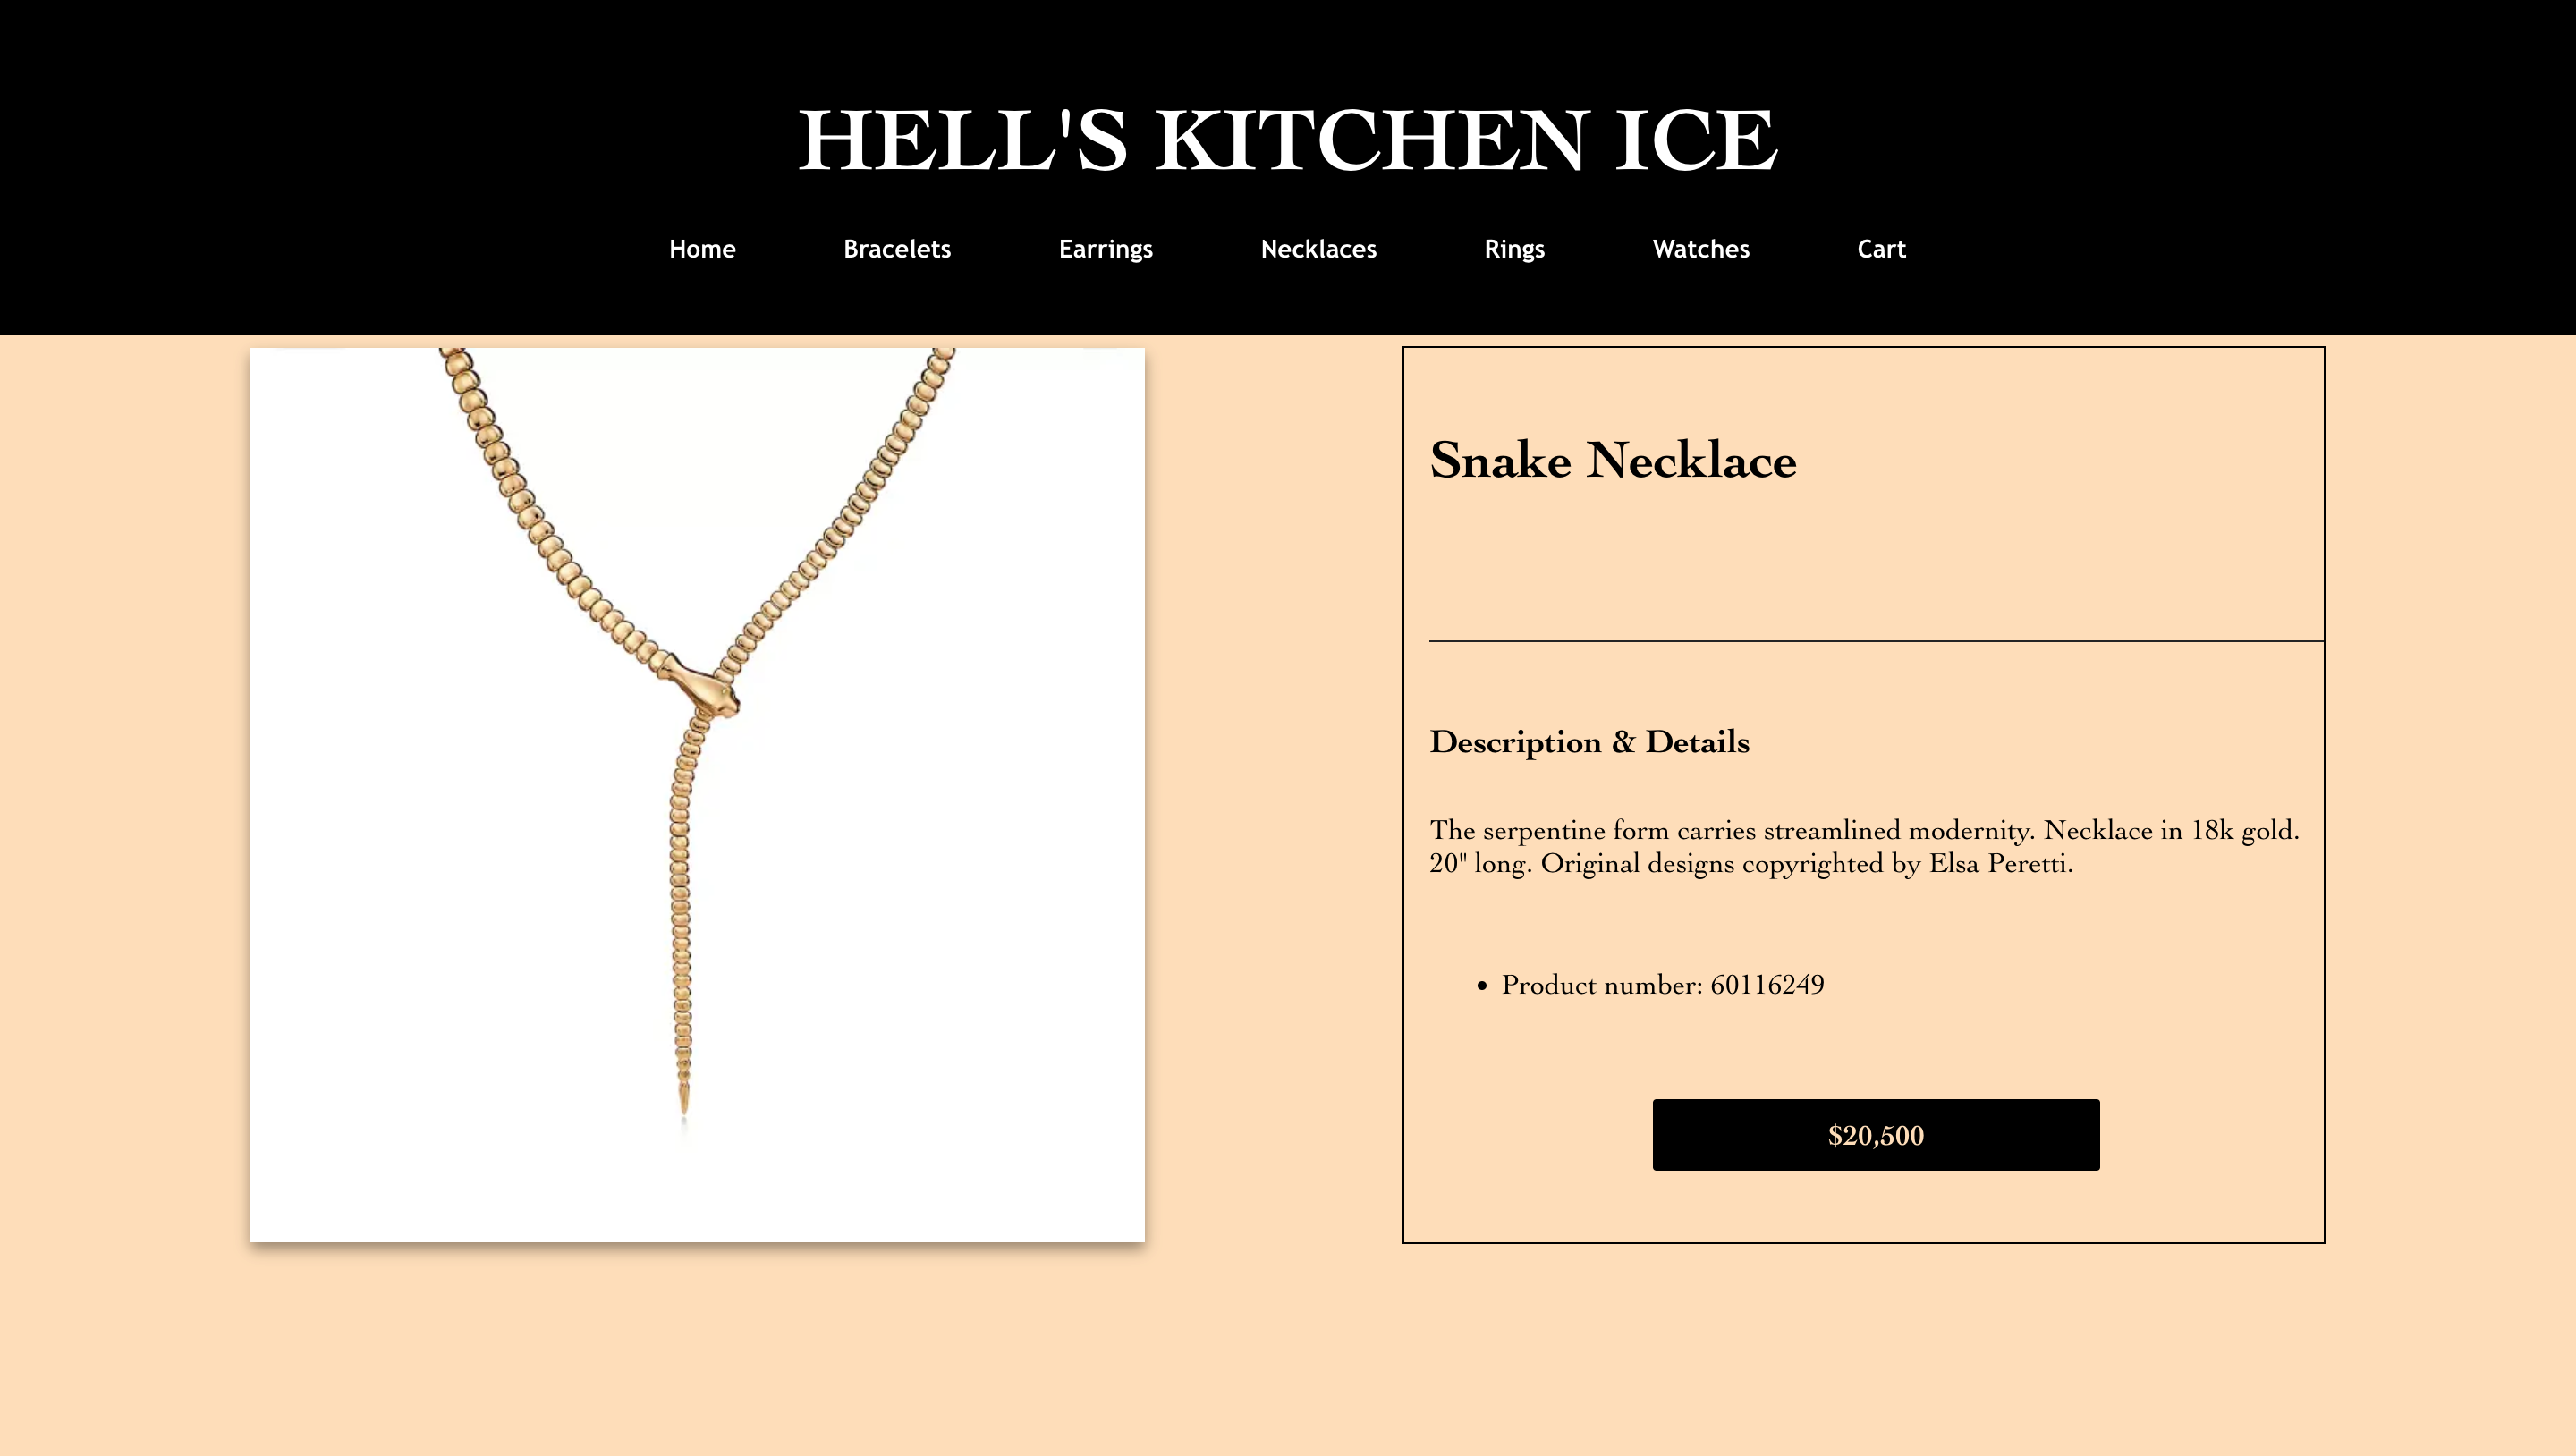 HELL'S KITCHEN ICE
Home Bracelets Earrings Necklaces Rings Watches Cart
Snake Necklace
Description & Details
The serpentine form carries streamlined modernity. Necklace in 18k gold.
20" long. Original designs copyrighted by Elsa Peretti.
• Product number: 60116249
$20,500